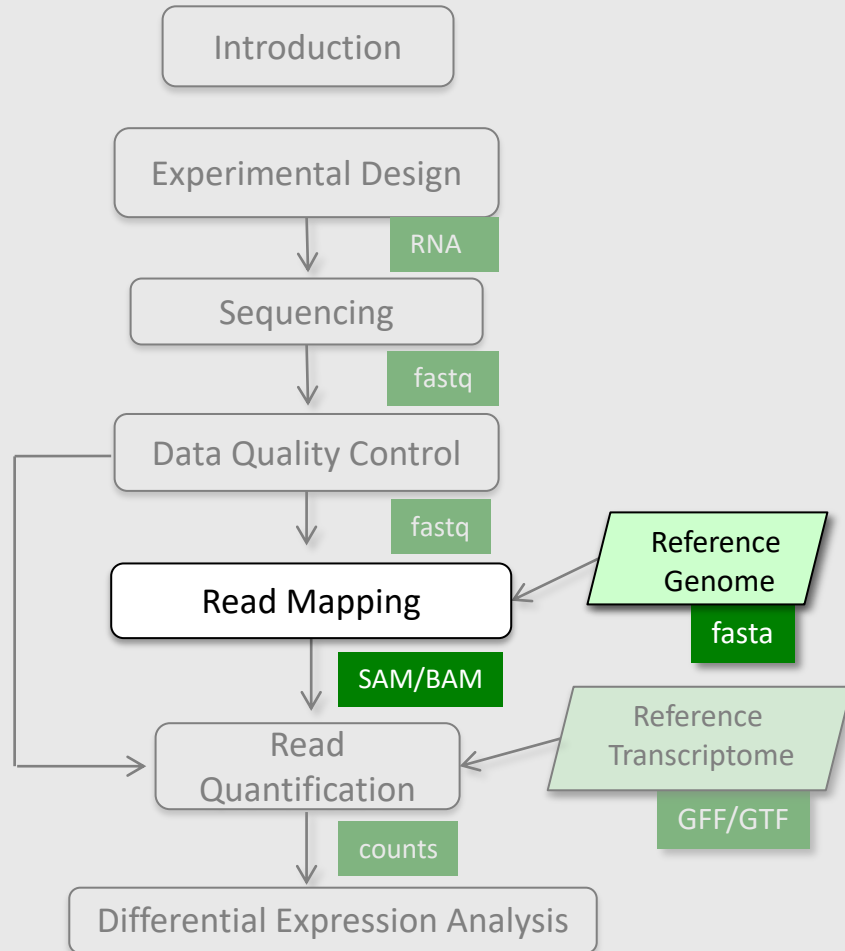 Introduction
Experimental Design
RNA
Sequencing
fastq
Data Quality Control
fastq
Reference
Genome
Read Mapping
fasta
SAM/BAM
Reference
Transcriptome
Read
Quantification
GFF/GTF
counts
Differential Expression Analysis